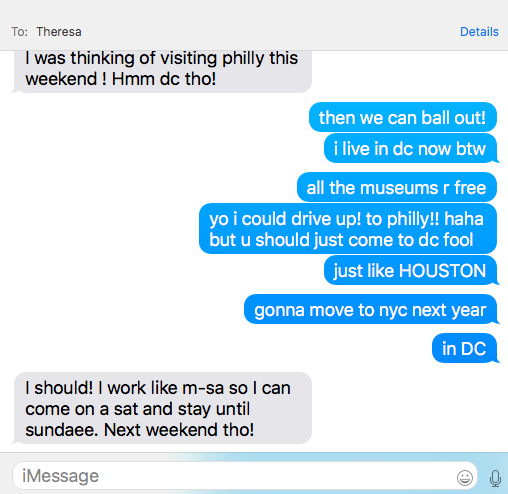 To: Theresa
Details
I was thinking of visiting philly this
weekend ! Hmm dc tho!
then we can ball out!
i live in dc now btw
all the museums r free
yo i could drive up! to philly!! haha
but u should just come to dc fool
just like HOUSTON
gonna move to nyc next year
in DC
I should! I work like m-sa so I can
come on a sat and stay until
sundaee. Next weekend tho!
iMessage